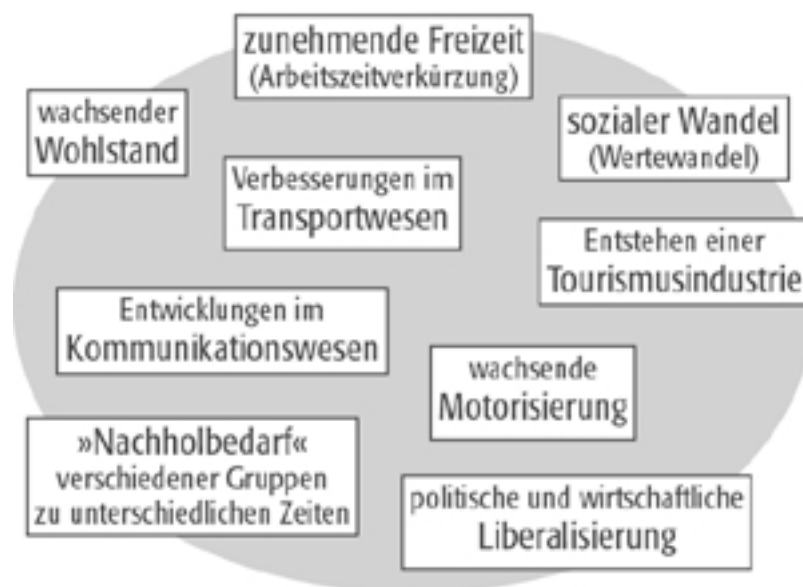 zunehmende Freizeit
(Arbeitszeitverkürzung)
wachsender
Wohlstand
sozialer Wandel
(Wertewandel)
Verbesserungen im
Transportwesen
Entstehen einer
Tourismusindustrie
Entwicklungen im
Kommunikationswesen
wachsende
Motorisierung
»Nachholbedarf«
verschiedener Gruppen
zu unterschiedlichen Zeiten
politische und wirtschaftliche
Liberalisierung